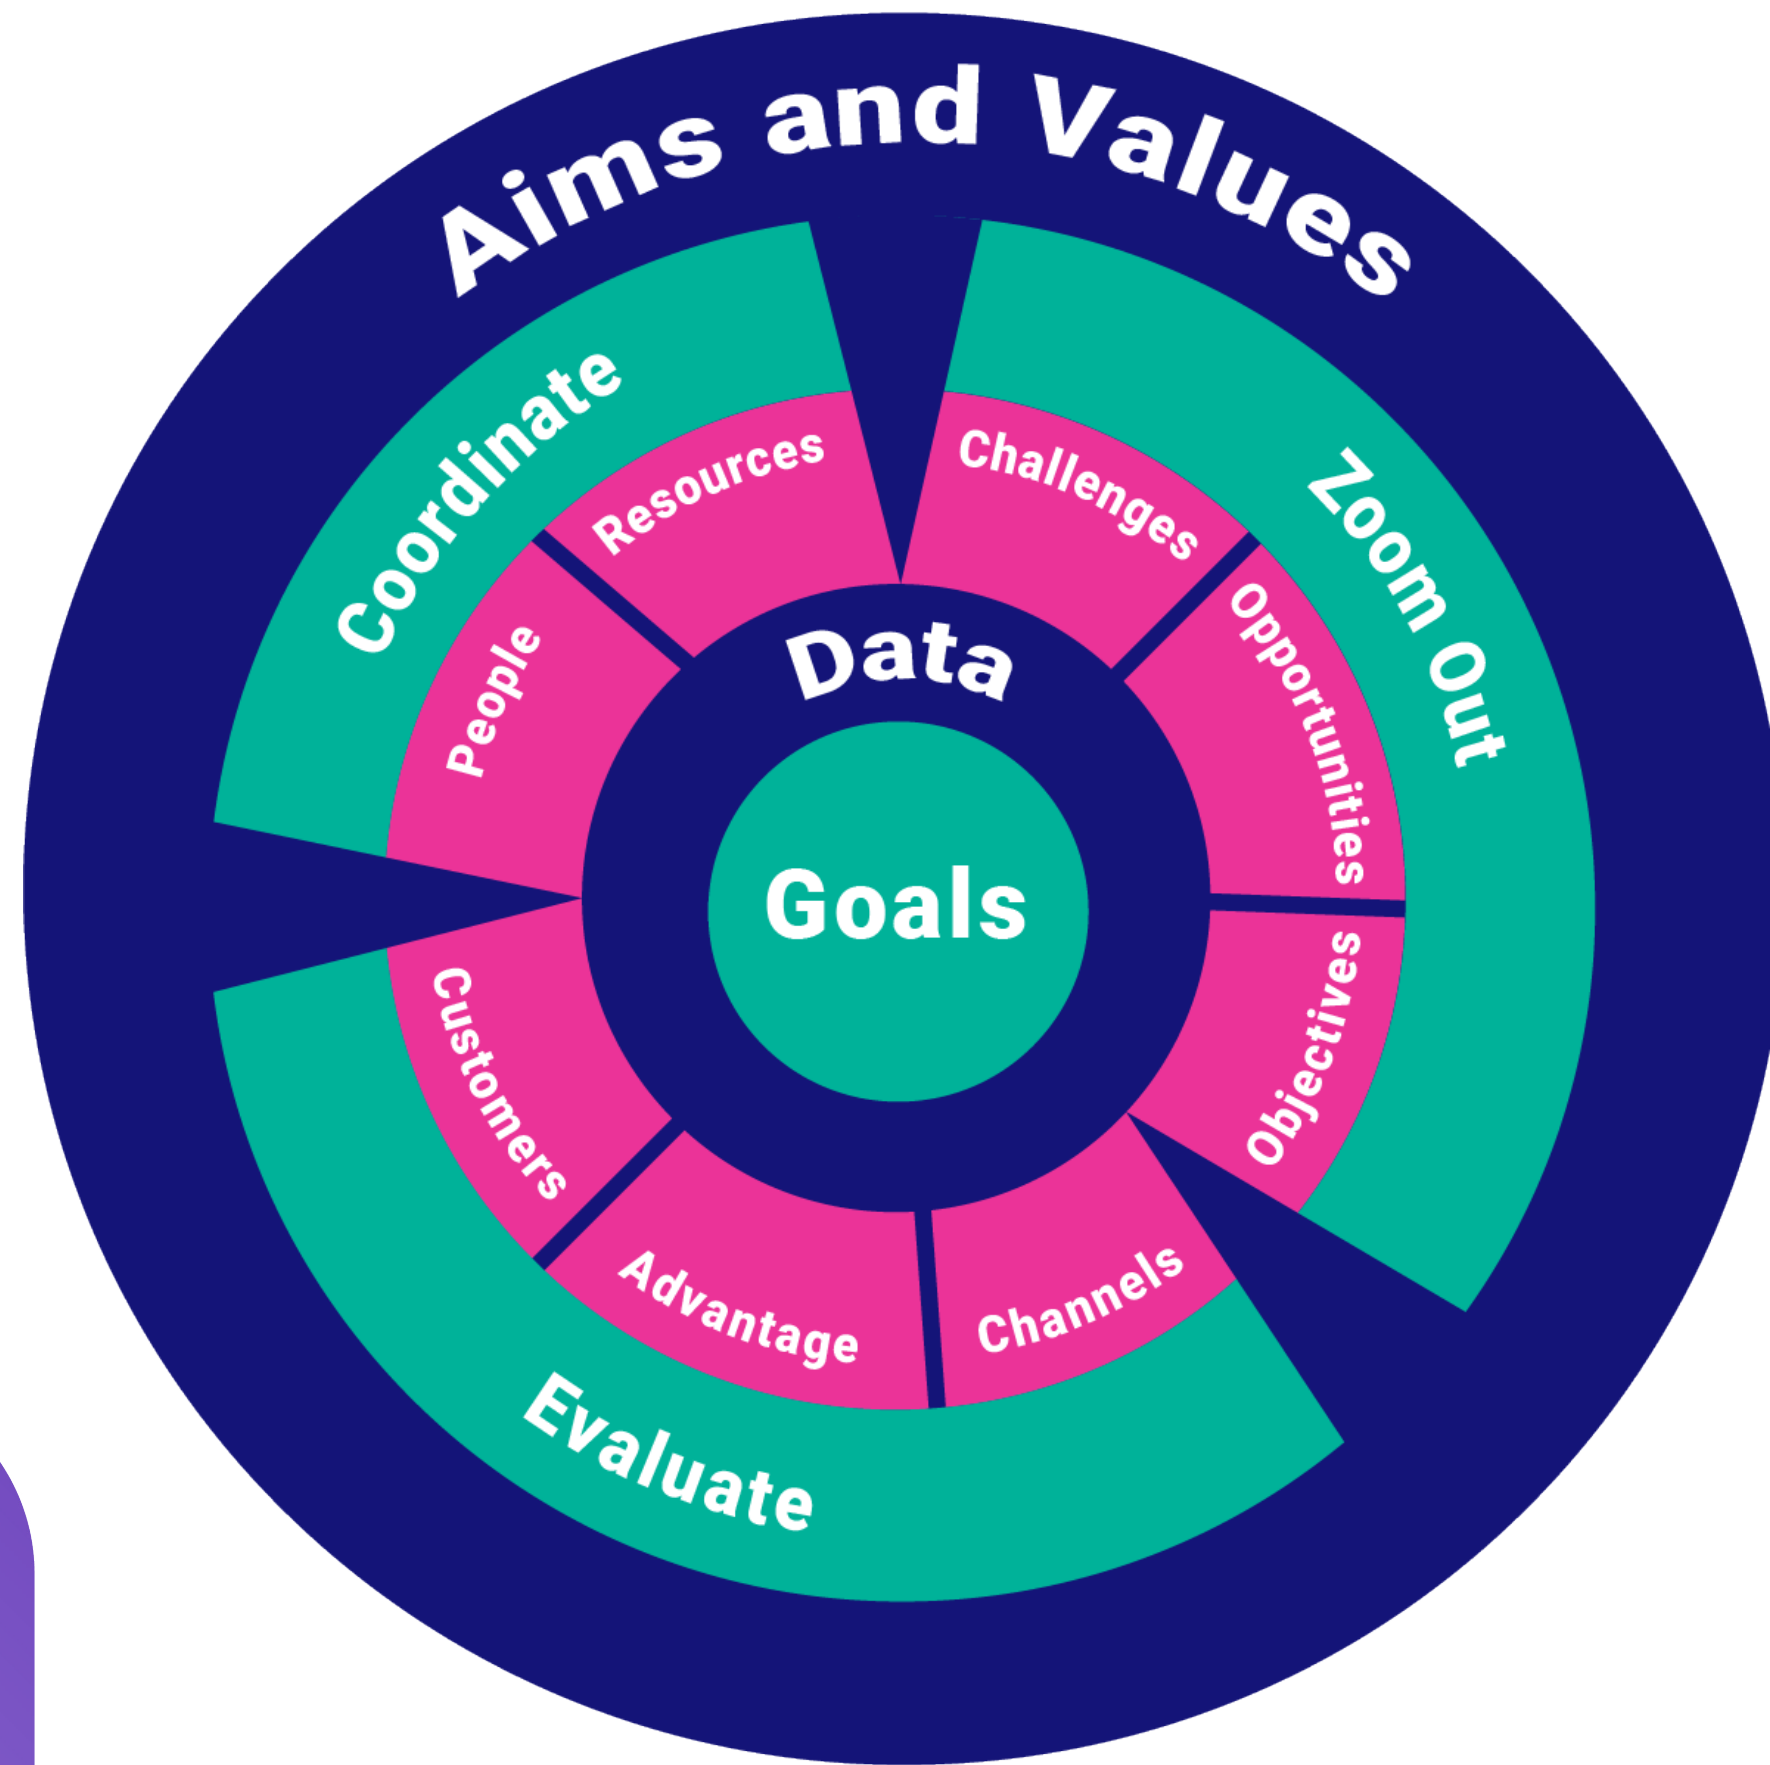 Aims and Values
Coordinate
Zoom Out
Evaluate
Resources
Challenges
People
Opportunities
Objectives
Customers
Advantage
Channels
Data
Goals